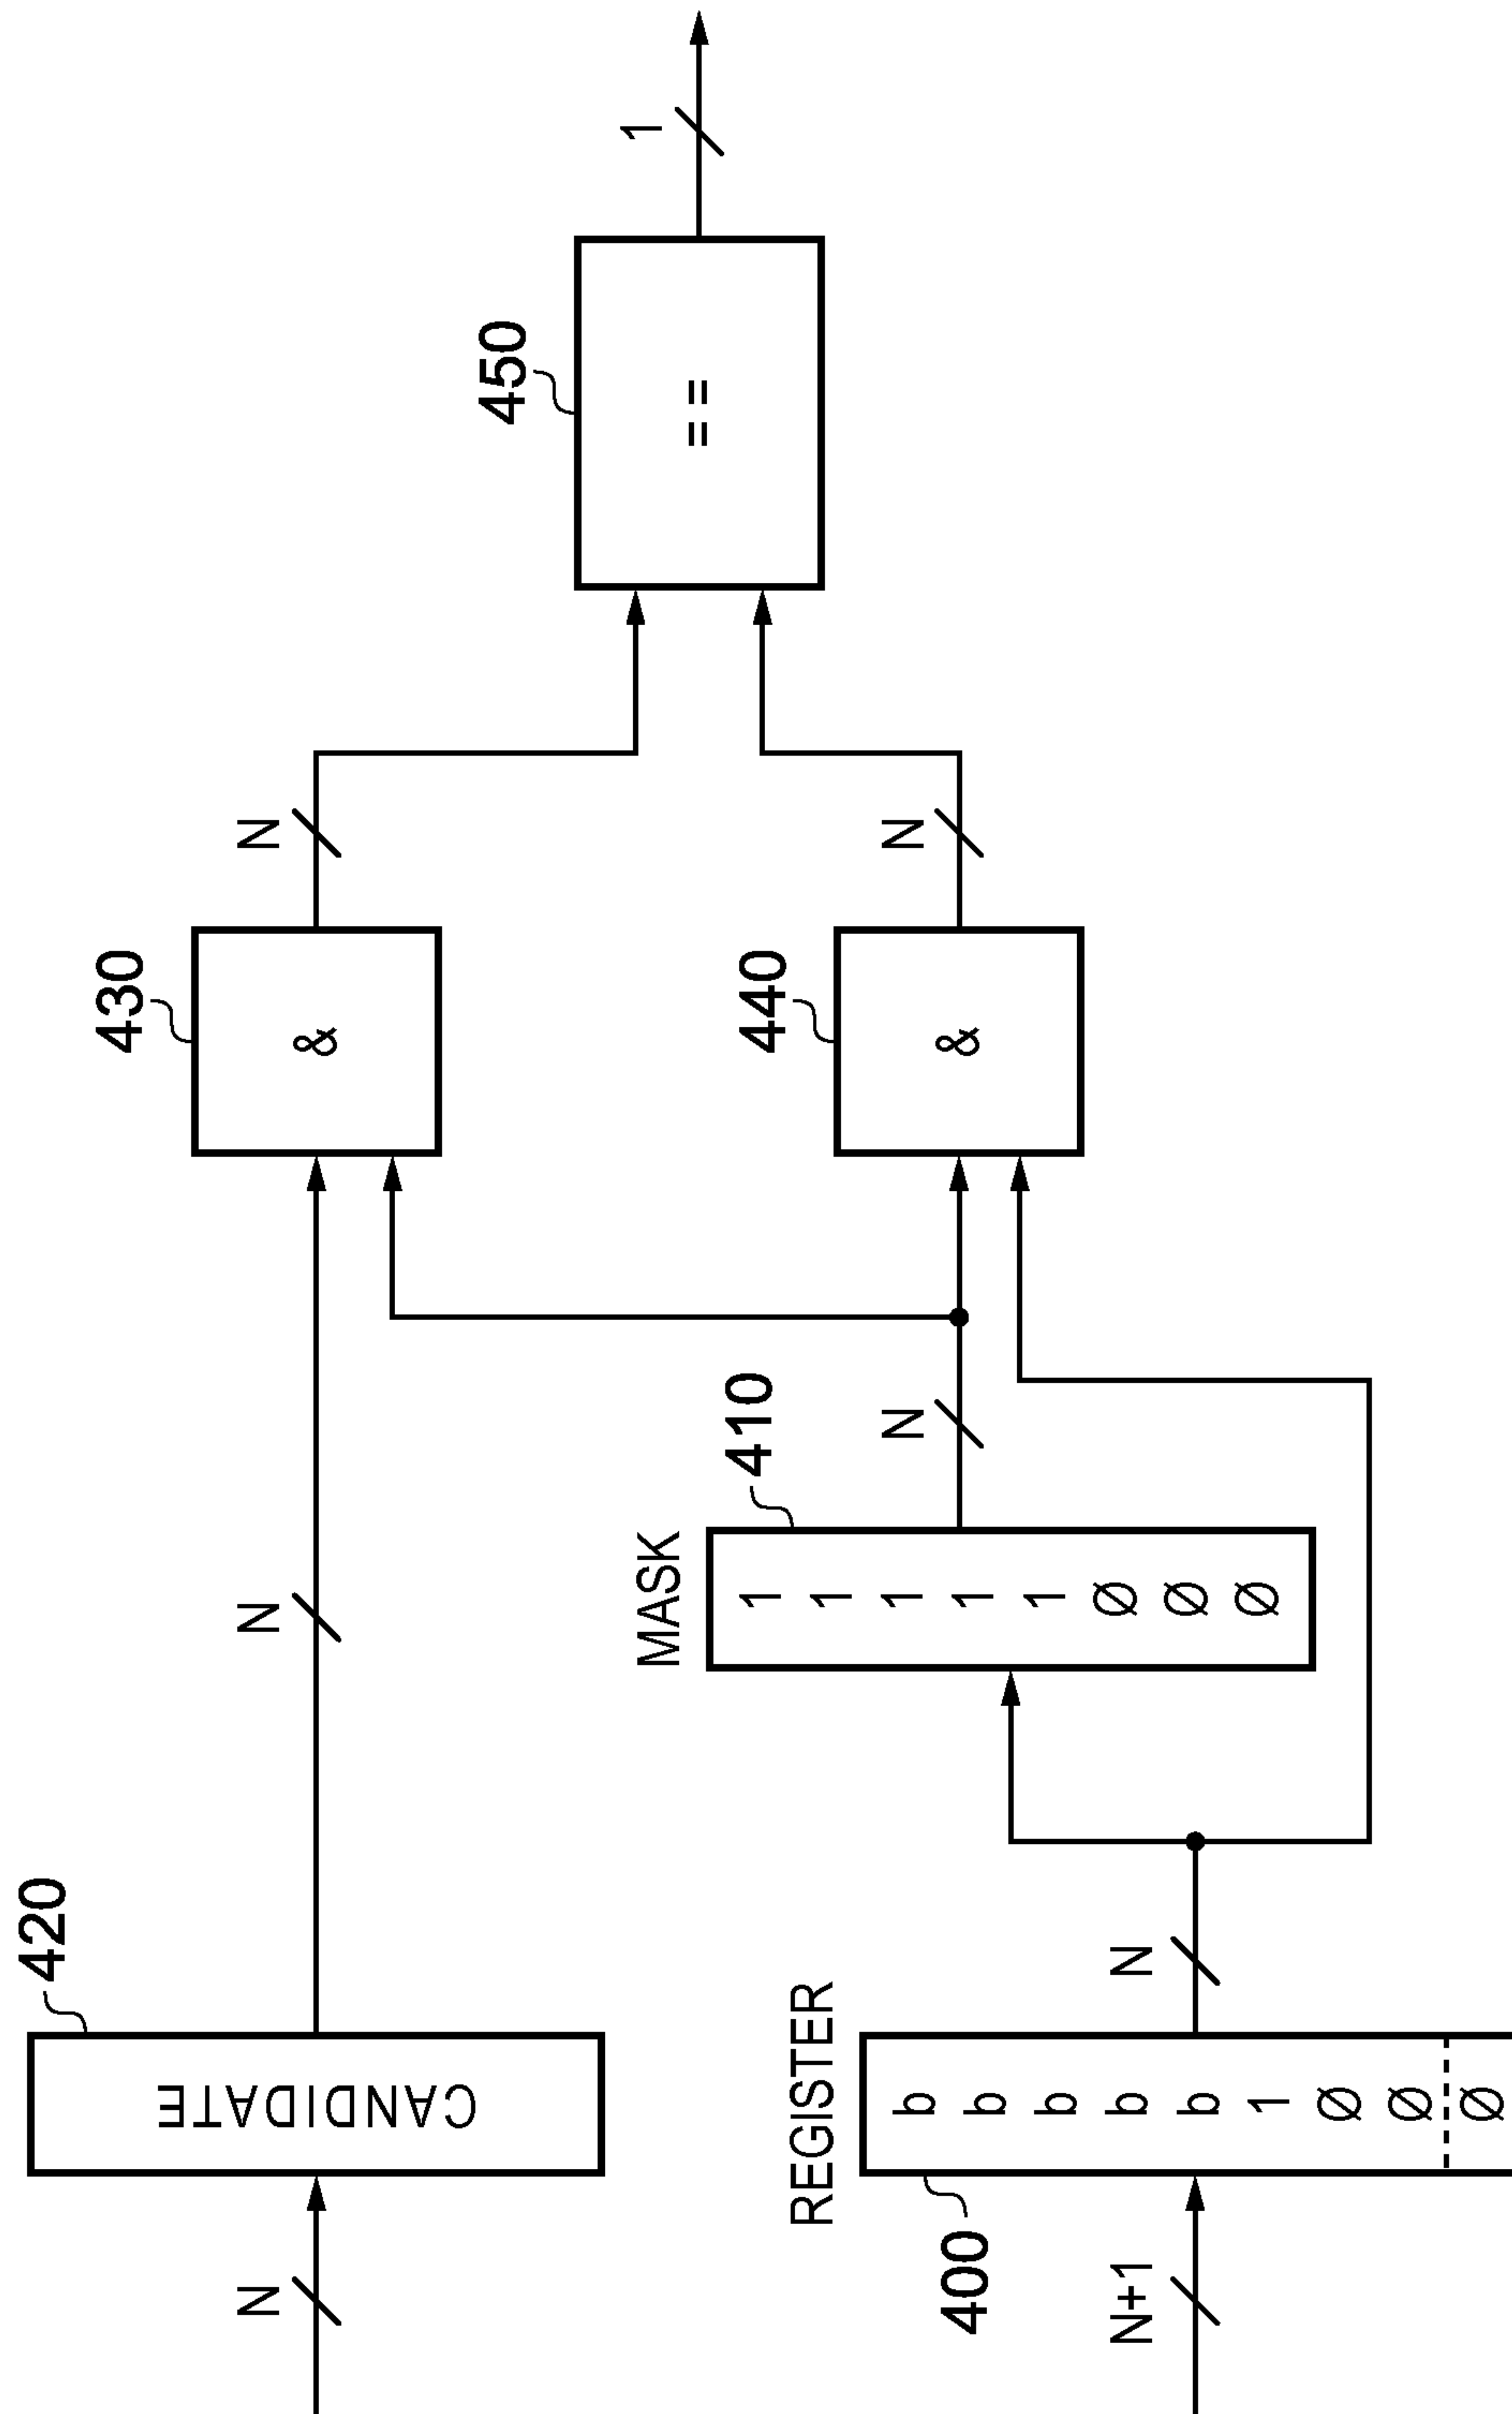 420
CANDIDATE
N
N
430
&
N
450
==
1
REGISTER
400
N+1
b
b
b
b
b
1
Ø
Ø
Ø
N
MASK
410
1
1
1
1
1
Ø
Ø
Ø
N
440
&
N